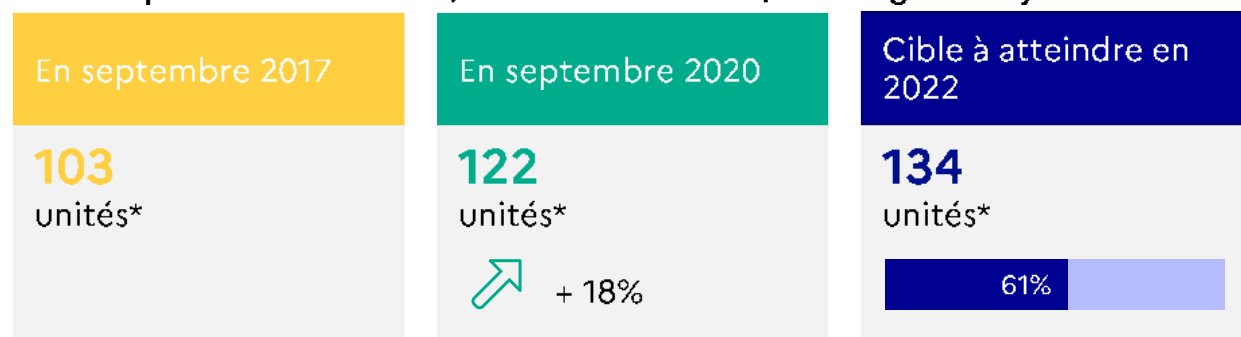 En septembre 2017
103
unités*
En septembre 2020
122
unités*
+ 18%
Cible à atteindre en
2022
134
unités*
61%